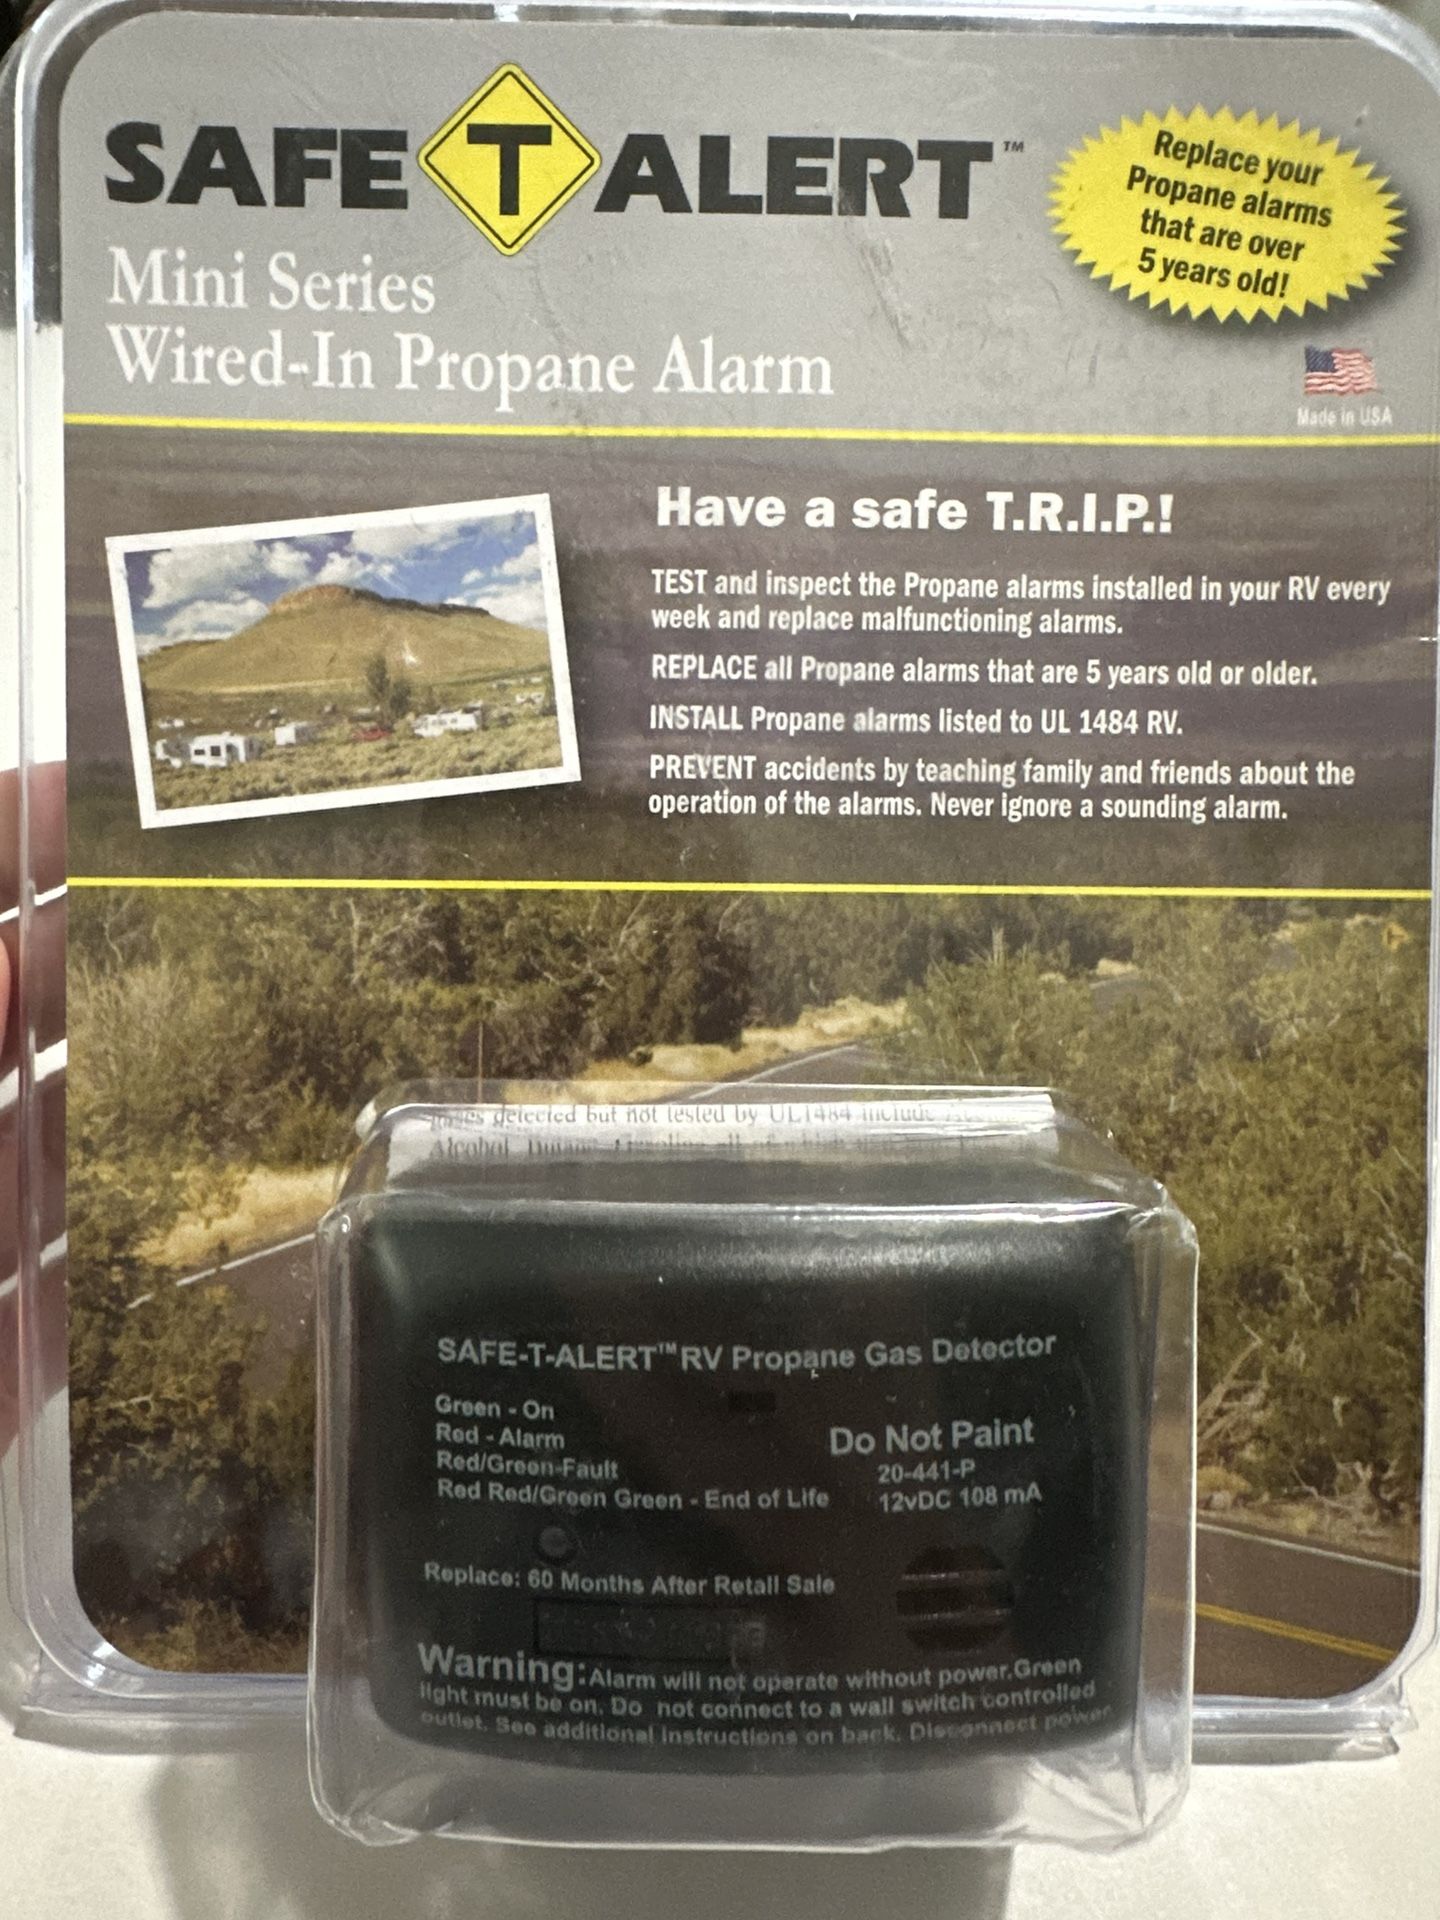 SAFE T ALERT™
Mini Series
Wired-In Propane Alarm
Replace your
Propane alarms
that are over
5 years old!
Made in USA
Have a safe T.R.I.P.!
TEST and inspect the Propane alarms installed in your RV every
week and replace malfunctioning alarms.
REPLACE all Propane alarms that are 5 years old or older.
INSTALL Propane alarms listed to UL 1484 RV.
PREVENT accidents by teaching family and friends about the
operation of the alarms. Never ignore a sounding alarm.
detected but not tested by UL1484 include
Alcohol,
SAFE-T-ALERT™ RV Propane Gas Detector
Green - On
Red - Alarm
Red/Green-Fault
Red Red/Green Green - End of Life
Do Not Paint
20-441-P
12vDC 108 mA
Replace: 60 Months After Retail Sale
Warning: Alarm will not operate without power.Green
light must be on. Do not connect to a wall switch controlled
outlet. See additional instructions on back. Disconnect power